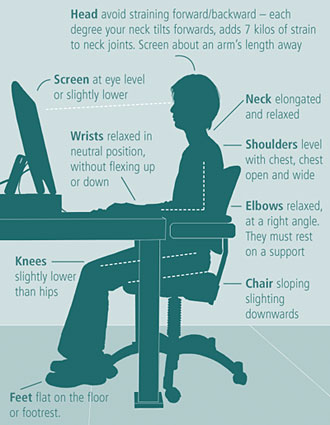 Head avoid straining forward/backward – each
degree your neck tilts forwards, adds 7 kilos of strain
to neck joints. Screen about an arm's length away
Screen at eye level
or slightly lower
Neck elongated
and relaxed
Wrists relaxed in
neutral position,
without flexing up
or down
Shoulders level
with chest, chest
open and wide
Elbows relaxed,
at a right angle.
They must rest
on a support
Knees
slightly lower
than hips
Chair sloping
slighting
downwards
Feet flat on the floor
or footrest.